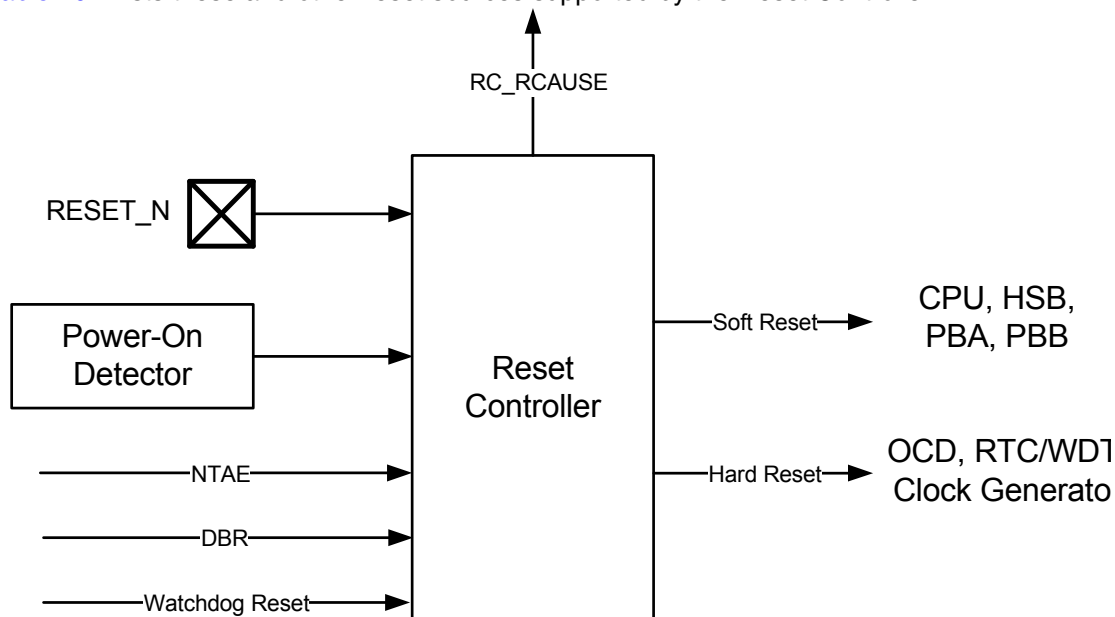 RC_RCAUSE
RESET_N
Power-On
Detector
Reset
Controller
Soft Reset
CPU, HSB,
PBA, PBB
NTAE
Hard Reset
OCD, RTC/WDT
Clock Generato
DBR
Watchdog Reset